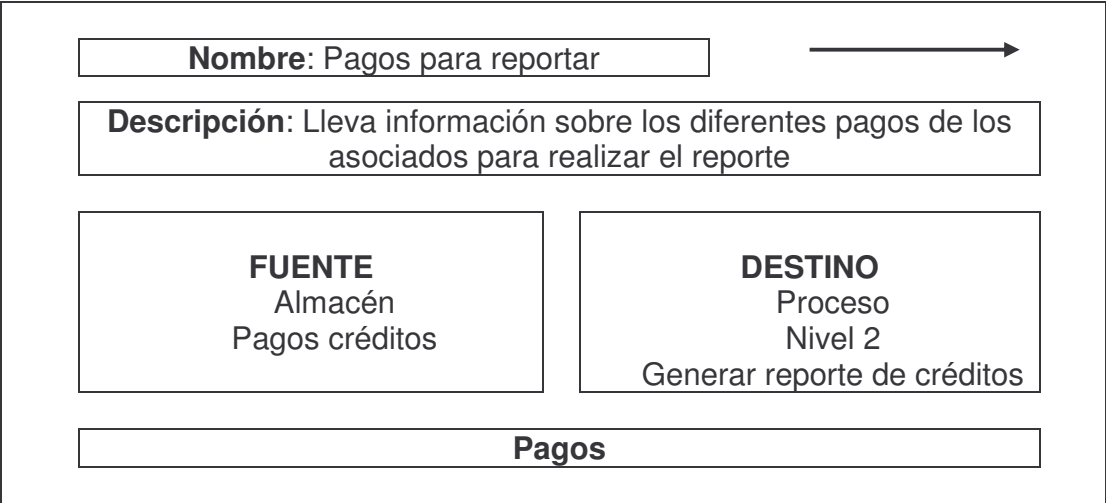 Nombre: Pagos para reportar
Descripción: Lleva información sobre los diferentes pagos de los
asociados para realizar el reporte
FUENTE
Almacén
Pagos créditos
DESTINO
Proceso
Nivel 2
Generar reporte de créditos
Pagos